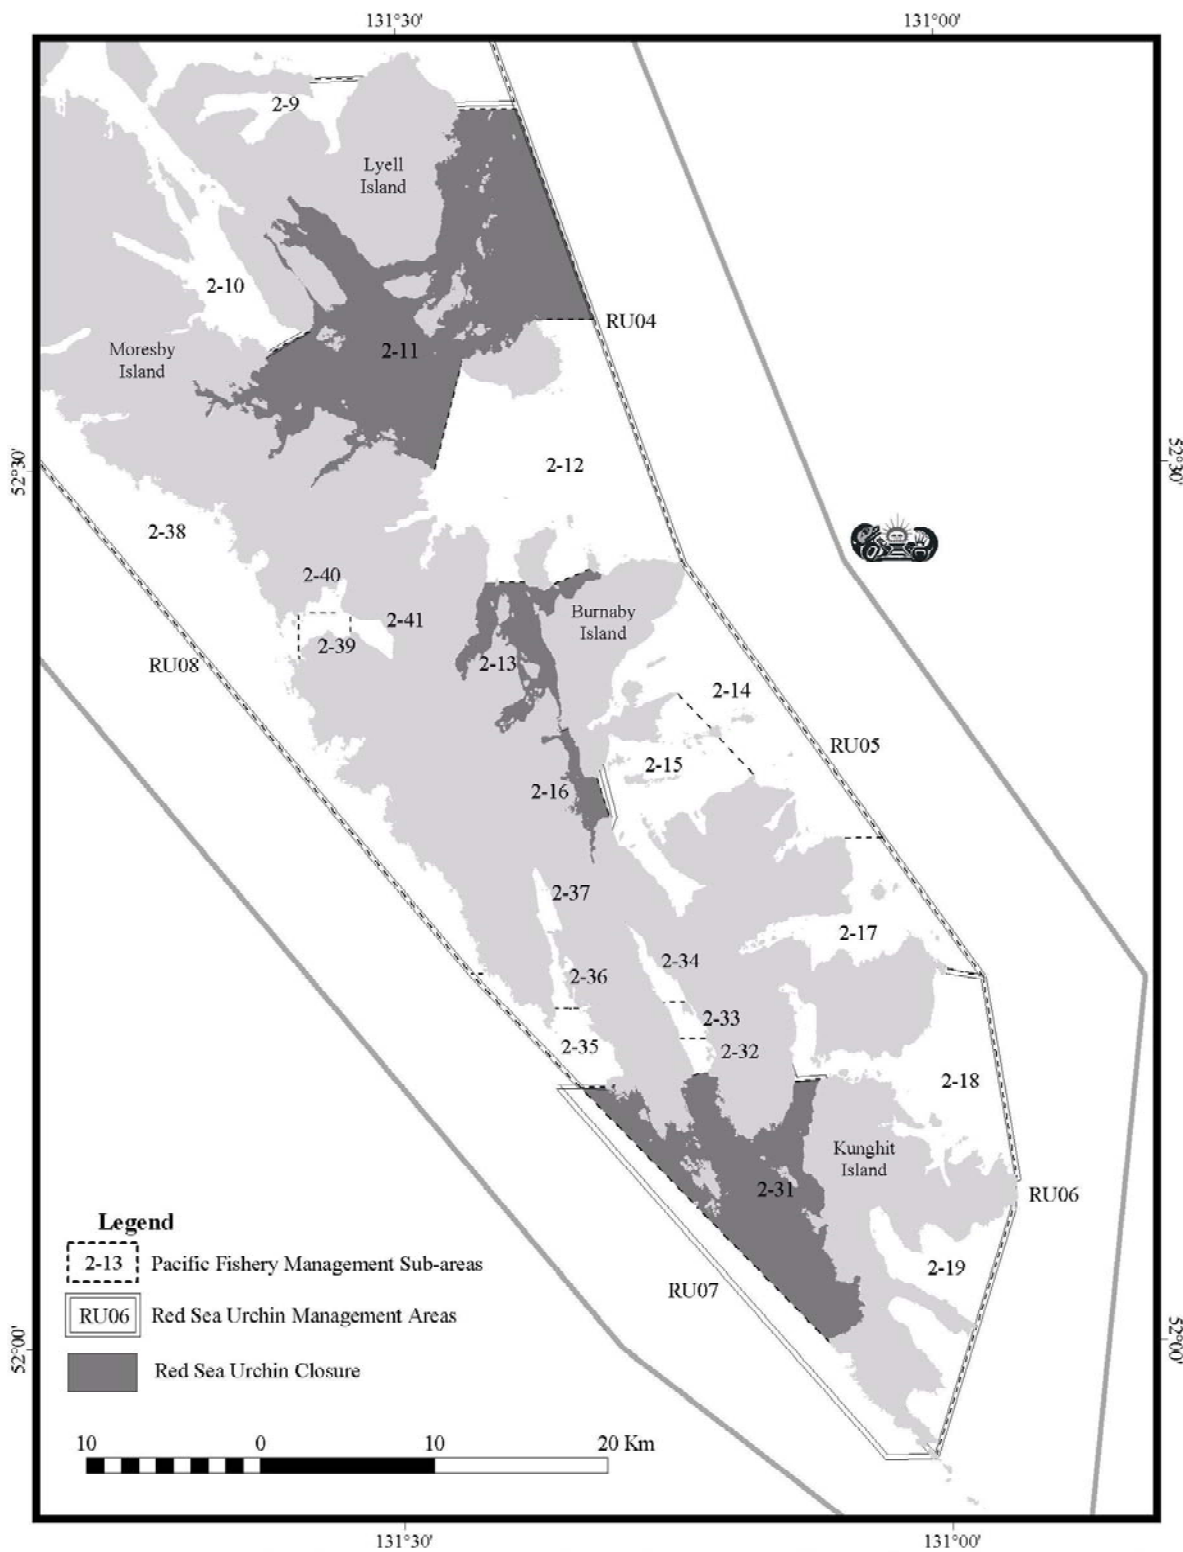 131°30'
131°00'
2-9
Lyell
Island
2-10
RU04
2-11
Moresby
Island
52°30'
52°30'
2-12
2-38
2-40
2-41
Burnaby
Island
2-39
RU08
2-13
2-14
RU05
2-15
2-16
2-37
2-17
2-34
2-36
2-33
2-35
2-32
2-18
Kunghit
Island
2-31
RU06
2-19
RU07
Legend
2-13 Pacific Fishery Management Sub-areas
RU06 Red Sea Urchin Management Areas
Red Sea Urchin Closure
52°00'
52°00'
10 0 10 20 Km
131°30'
131°00'